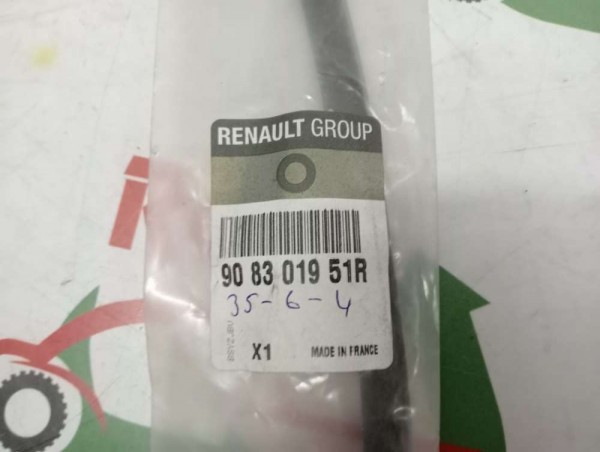 RENAULT GROUP
90 83 019 51R
35-6-4
X1 MADE IN FRANCE